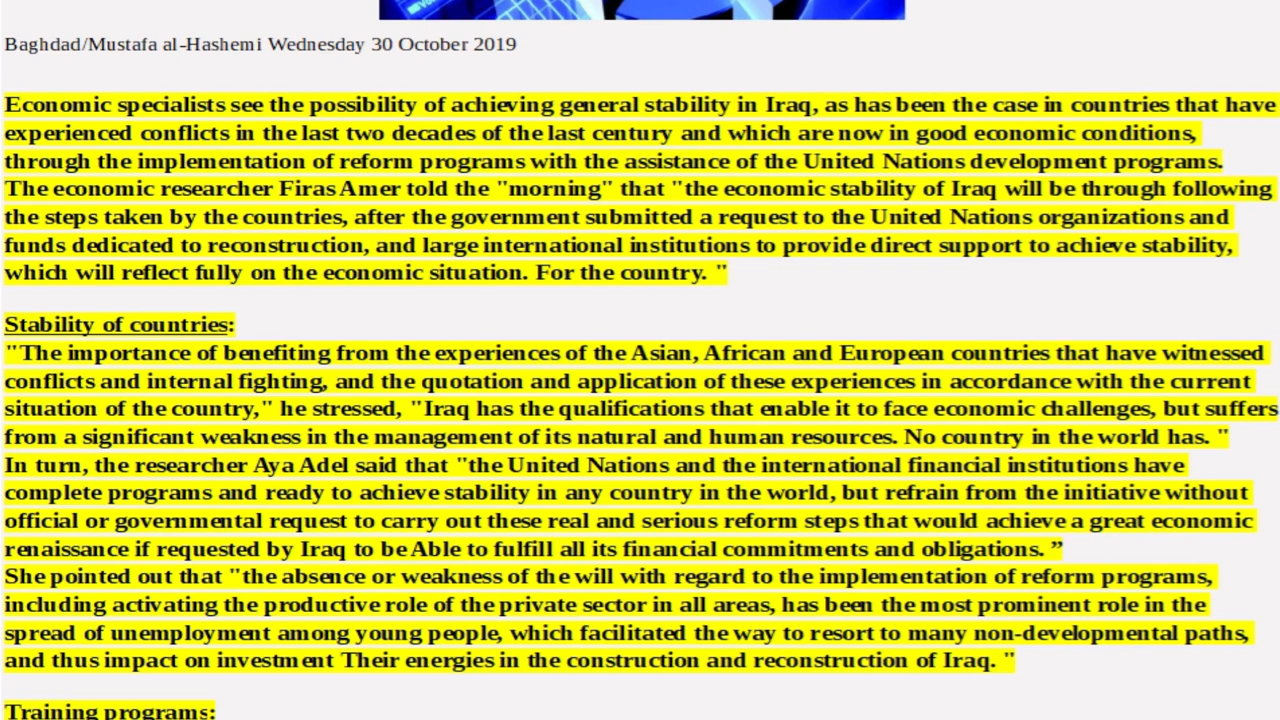 Baghdad/Mustafa al-Hashemi Wednesday 30 October 2019
Economic specialists see the possibility of achieving general stability in Iraq, as has been the case in countries that have
experienced conflicts in the last two decades of the last century and which are now in good economic conditions,
through the implementation of reform programs with the assistance of the United Nations development programs.
The economic researcher Firas Amer told the "morning" that "the economic stability of Iraq will be through following
the steps taken by the countries, after the government submitted a request to the United Nations organizations and
funds dedicated to reconstruction, and large international institutions to provide direct support to achieve stability,
which will reflect fully on the economic situation. For the country. "
Stability of countries:
"The importance of benefiting from the experiences of the Asian, African and European countries that have witnessed
conflicts and internal fighting, and the quotation and application of these experiences in accordance with the current
situation of the country," he stressed, "Iraq has the qualifications that enable it to face economic challenges, but suffers
from a significant weakness in the management of its natural and human resources. No country in the world has. "
In turn, the researcher Aya Adel said that "the United Nations and the international financial institutions have
complete programs and ready to achieve stability in any country in the world, but refrain from the initiative without
official or governmental request to carry out these real and serious reform steps that would achieve a great economic
renaissance if requested by Iraq to be Able to fulfill all its financial commitments and obligations. ”
She pointed out that "the absence or weakness of the will with regard to the implementation of reform programs,
including activating the productive role of the private sector in all areas, has been the most prominent role in the
spread of unemployment among young people, which facilitated the way to resort to many non-developmental paths,
and thus impact on investment Their energies in the construction and reconstruction of Iraq. "
Training programs: